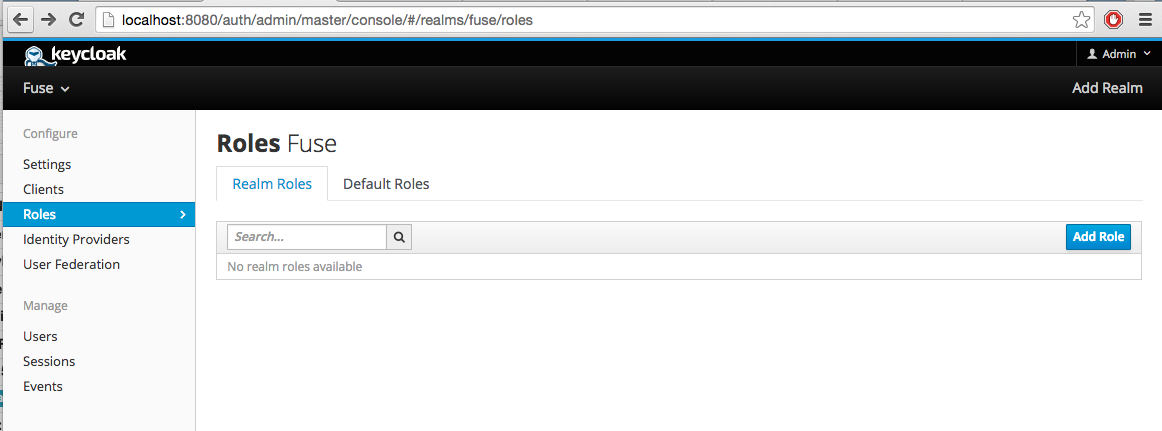 localhost:8080/auth/admin/master/console/#/realms/fuse/roles
keycloak
Admin
Fuse
Add Realm
Configure
Settings
Clients
Roles
Identity Providers
User Federation
Manage
Users
Sessions
Events
Roles Fuse
Realm Roles Default Roles
Search...
Add Role
No realm roles available